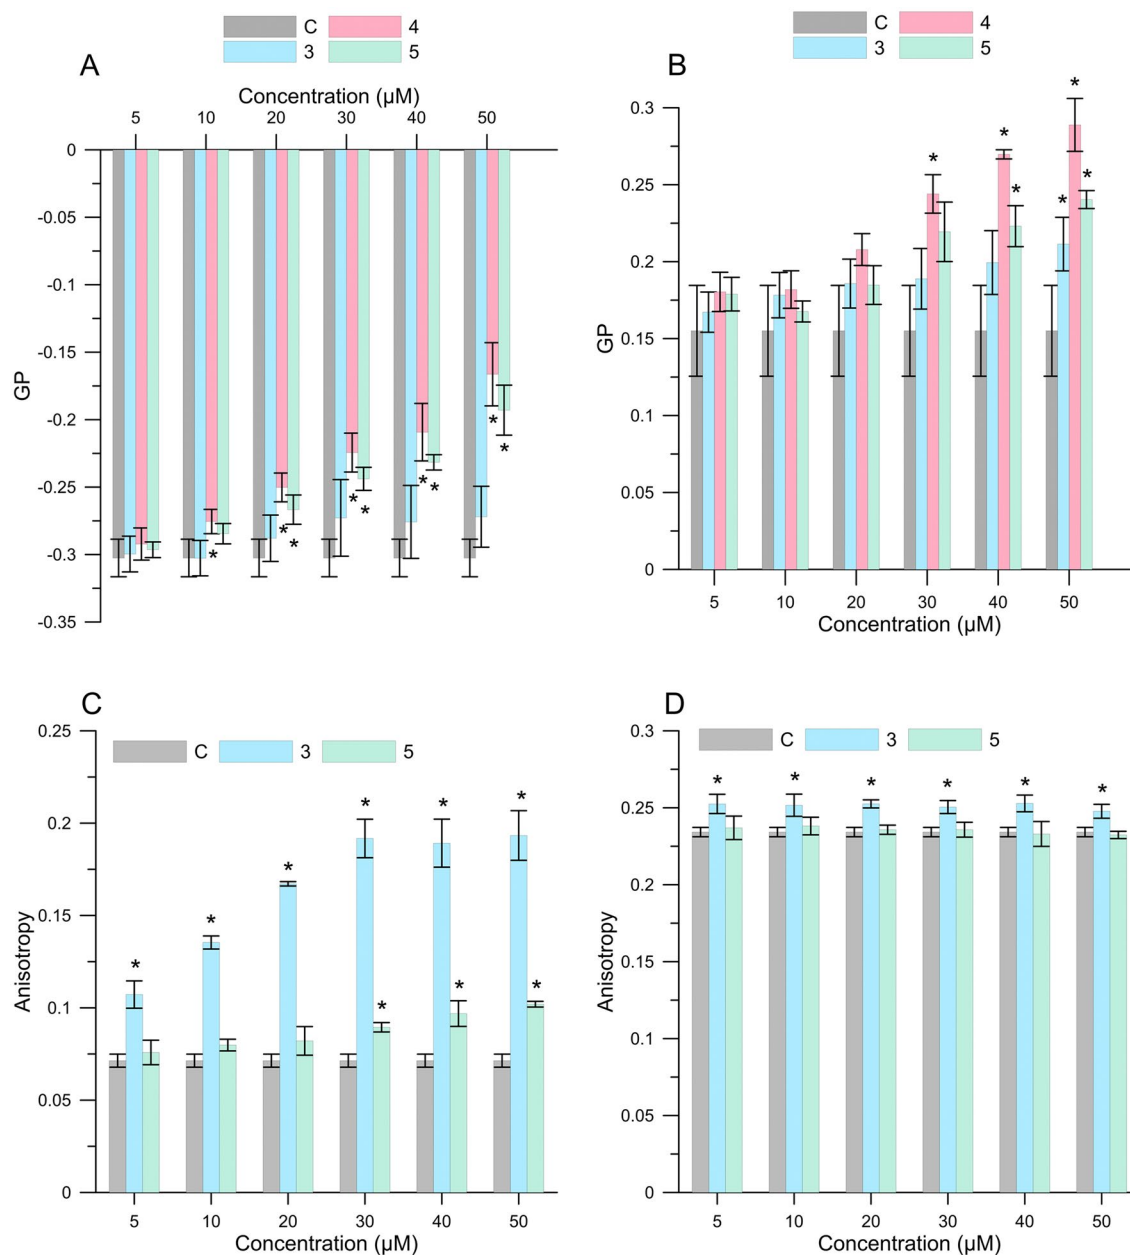 C 4
3 5
A
Concentration (µM)
5 10 20 30 40 50
0
-0.05
-0.1
-0.15
-0.2
-0.25
-0.3
-0.35
GP
* * * * * * * * *
C 4
3 5
B
0.3
0.25
0.2
0.15
0.1
0.05
0
GP
* * * * * *
5 10 20 30 40 50
Concentration (µM)
C
C 3 5
0.25
0.2
0.15
0.1
0.05
0
Anisotropy
* * * * * * * * *
5 10 20 30 40 50
Concentration (µM)
D
C 3 5
0.3
0.25
0.2
0.15
0.1
0.05
0
Anisotropy
* * * * * *
5 10 20 30 40 50
Concentration (µM)